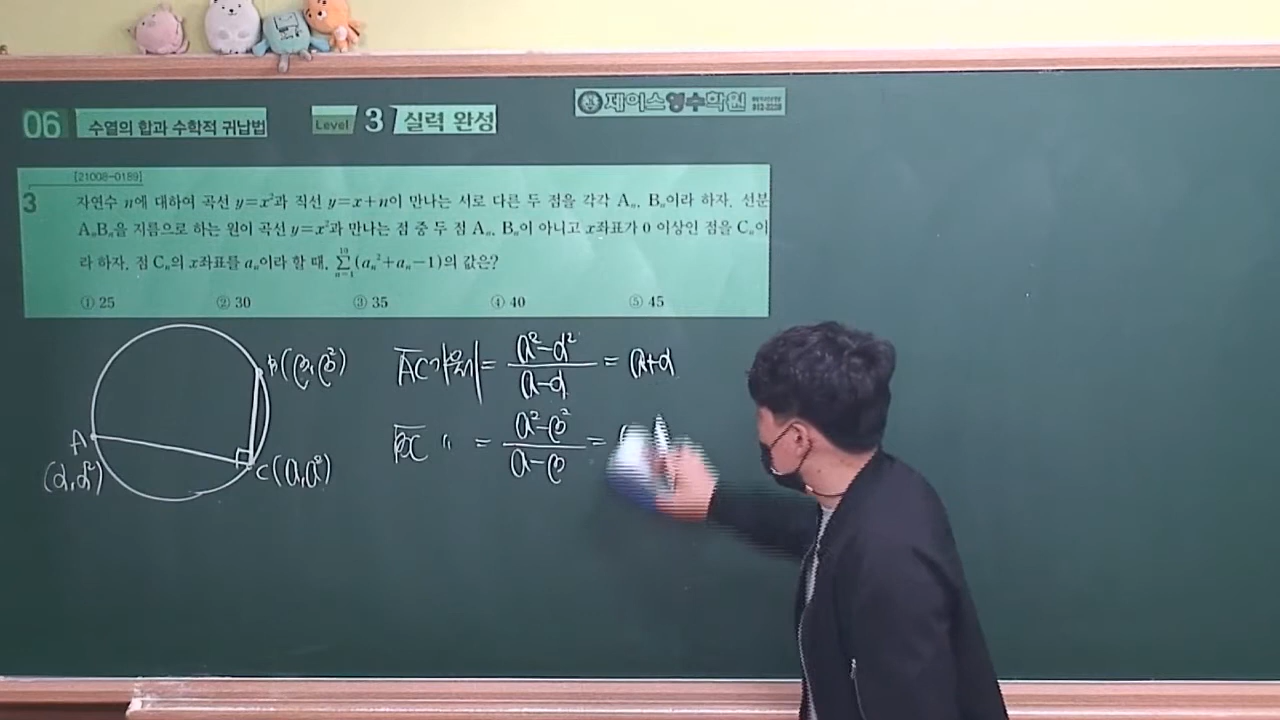 06 수열의 합과 수학적 귀납법 Level 3 실력 완성
제이스영수학원
[21008-0189]
3 자연수 n에 대하여 곡선 y=x²과 직선 y=x+n이 만나는 서로 다른 두 점을 각각 Aₙ, Bₙ이라 하자. 선분
AₙBₙ을 지름으로 하는 원이 곡선 y=x²과 만나는 점 중 두 점 Aₙ, Bₙ이 아니고 x좌표가 0 이상인 점을 Cₙ이
라 하자. 점 Cₙ의 x좌표를 aₙ이라 할 때, ∑(n=1→10)(aₙ²+aₙ−1)의 값은?
① 25 ② 30 ③ 35 ④ 40 ⑤ 45
B(β, β²)
A
(α, α²)
C(a, a²)
AC기울기 = (a²−α²)/(a−α) = a+α
BC 〃 = (a²−β²)/(a−β) =